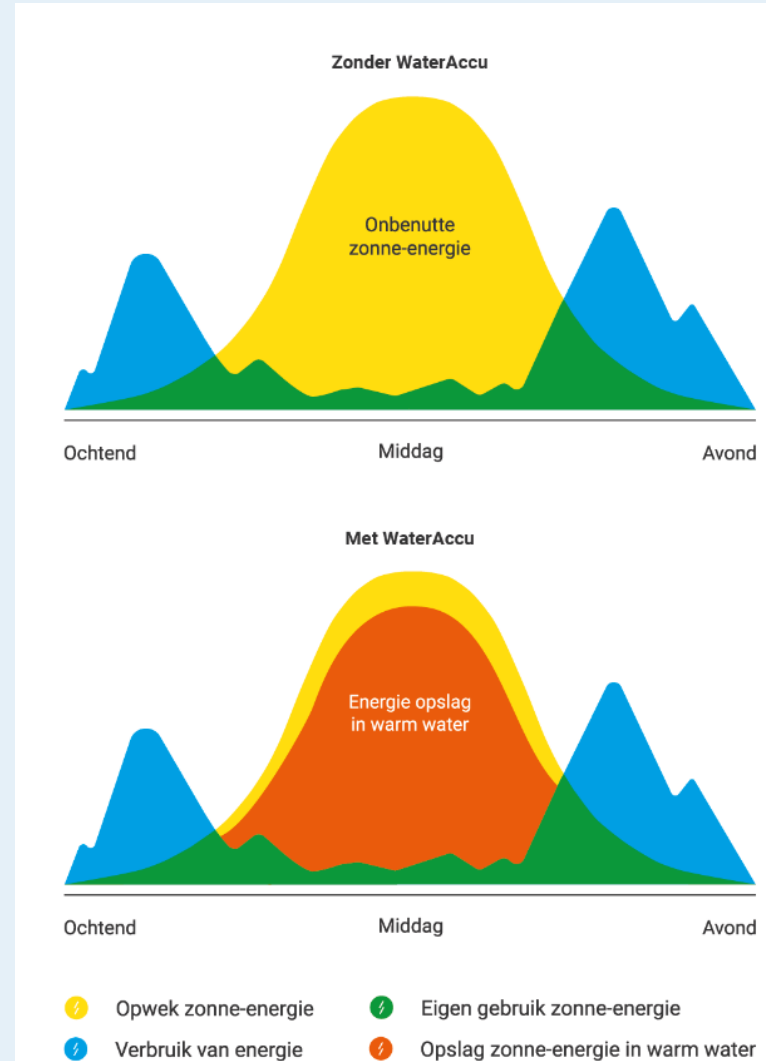 Zonder WaterAccu
Onbenutte
zonne-energie
Ochtend
Middag
Avond
Met WaterAccu
Energie opslag
in warm water
Ochtend
Middag
Avond
Opwek zonne-energie
Eigen gebruik zonne-energie
Verbruik van energie
Opslag zonne-energie in warm water